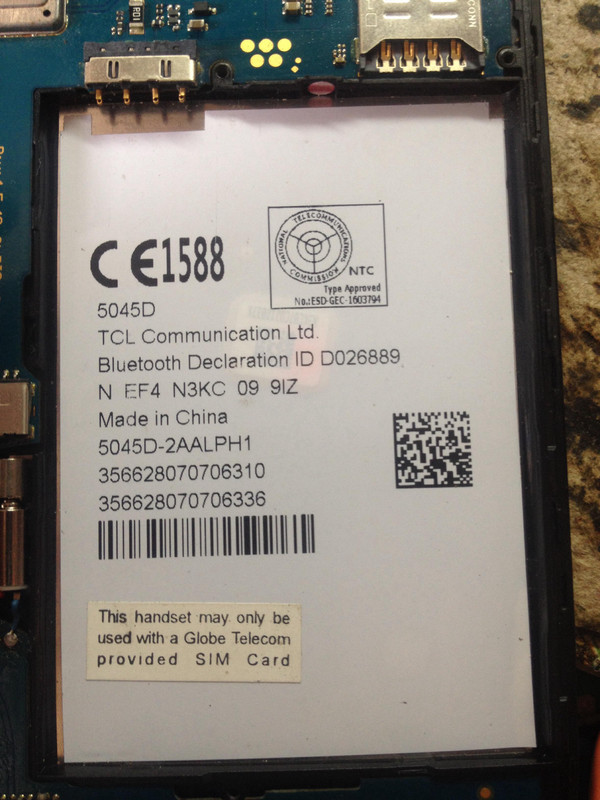 NATIONAL TELECOMMUNICATIONS COMMISSION
NTC
Type Approved
No.:ESD-GEC-1603794
CE1588
5045D
TCL Communication Ltd.
Bluetooth Declaration ID D026889
N EF4 N3KC 09 9IZ
Made in China
5045D-2AALPH1
356628070706310
356628070706336
This handset may only be
used with a Globe Telecom
provided SIM Card